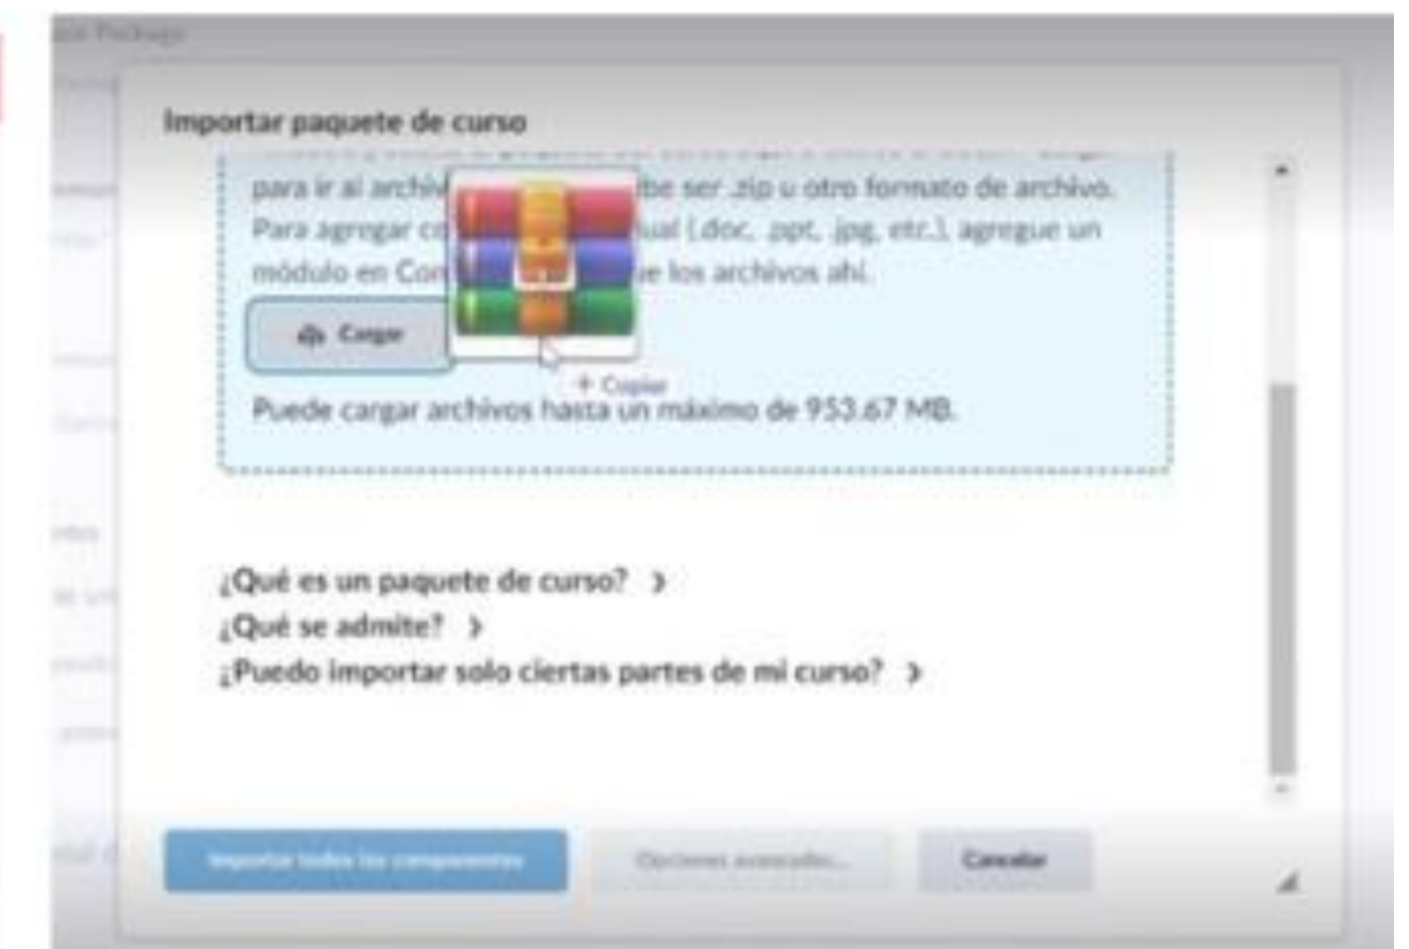 Package
Importar paquete de curso
para ir al be ser .zip u otro formato de archivo.
Para agregar ual (.doc, .ppt, .jpg, etc.), agregue un
módulo en ue los archivos ahí.
Cargar
+ Copiar
Puede cargar archivos hasta un máximo de 953.67 MB.
¿Qué es un paquete de curso?
¿Qué se admite?
¿Puedo importar solo ciertas partes de mi curso?
Importar todos los componentes
Opciones avanzadas...
Cancelar